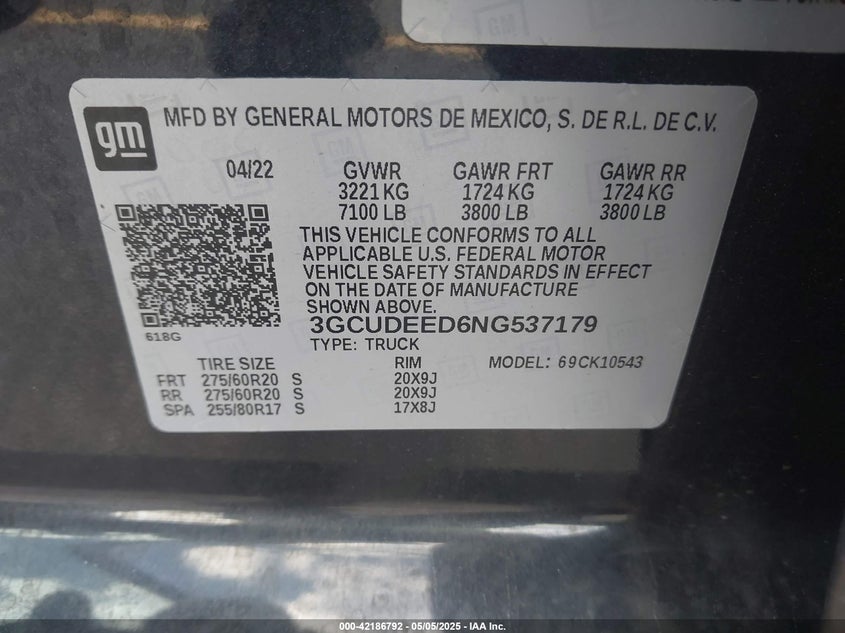 gm
MFD BY GENERAL MOTORS DE MEXICO, S. DE R.L. DE C.V.
04/22 GVWR GAWR FRT GAWR RR
3221 KG 1724 KG 1724 KG
7100 LB 3800 LB 3800 LB
THIS VEHICLE CONFORMS TO ALL
APPLICABLE U.S. FEDERAL MOTOR
VEHICLE SAFETY STANDARDS IN EFFECT
ON THE DATE OF MANUFACTURE
SHOWN ABOVE.
3GCUDEED6NG537179
618G
TYPE: TRUCK
TIRE SIZE RIM MODEL: 69CK10543
FRT 275/60R20 S 20X9J
RR 275/60R20 S 20X9J
SPA 255/80R17 S 17X8J
000-42186792 - 05/05/2025 - IAA Inc.